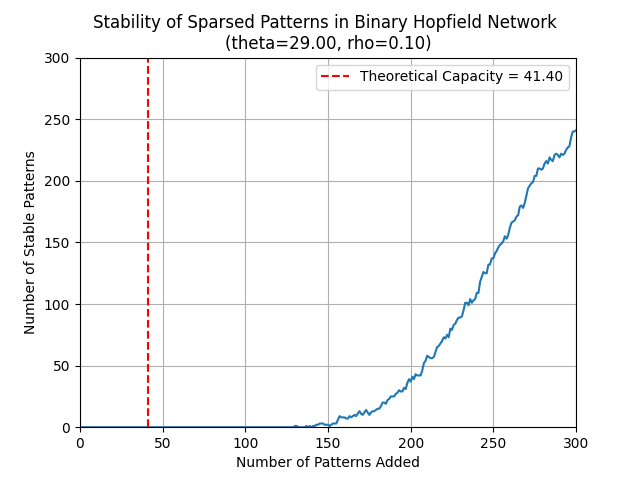 Stability of Sparsed Patterns in Binary Hopfield Network
(theta=29.00, rho=0.10)
Theoretical Capacity = 41.40
Number of Stable Patterns
300
250
200
150
100
50
0
0 50 100 150 200 250 300
Number of Patterns Added